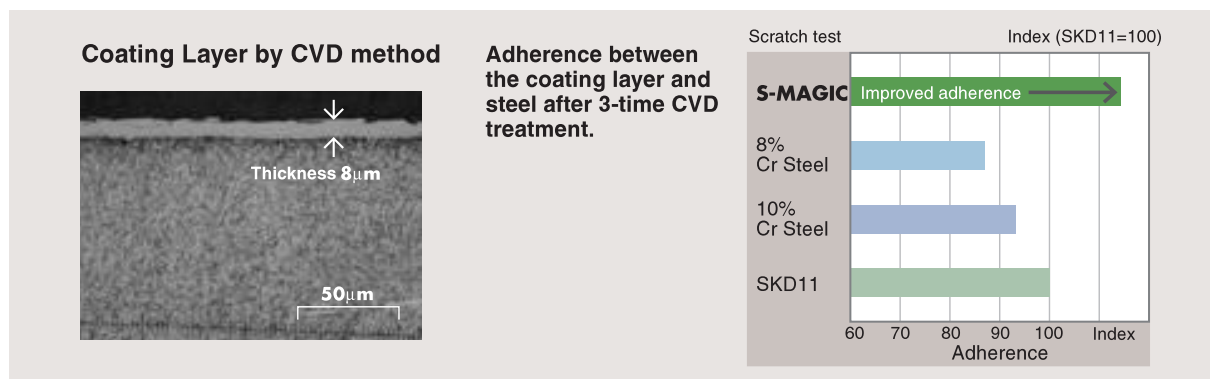 Coating Layer by CVD method
Thickness 8μm
50μm
Adherence between
the coating layer and
steel after 3-time CVD
treatment.
Scratch test
Index (SKD11=100)
S-MAGIC
Improved adherence
8%
Cr Steel
10%
Cr Steel
SKD11
60 70 80 90 100 Index
Adherence